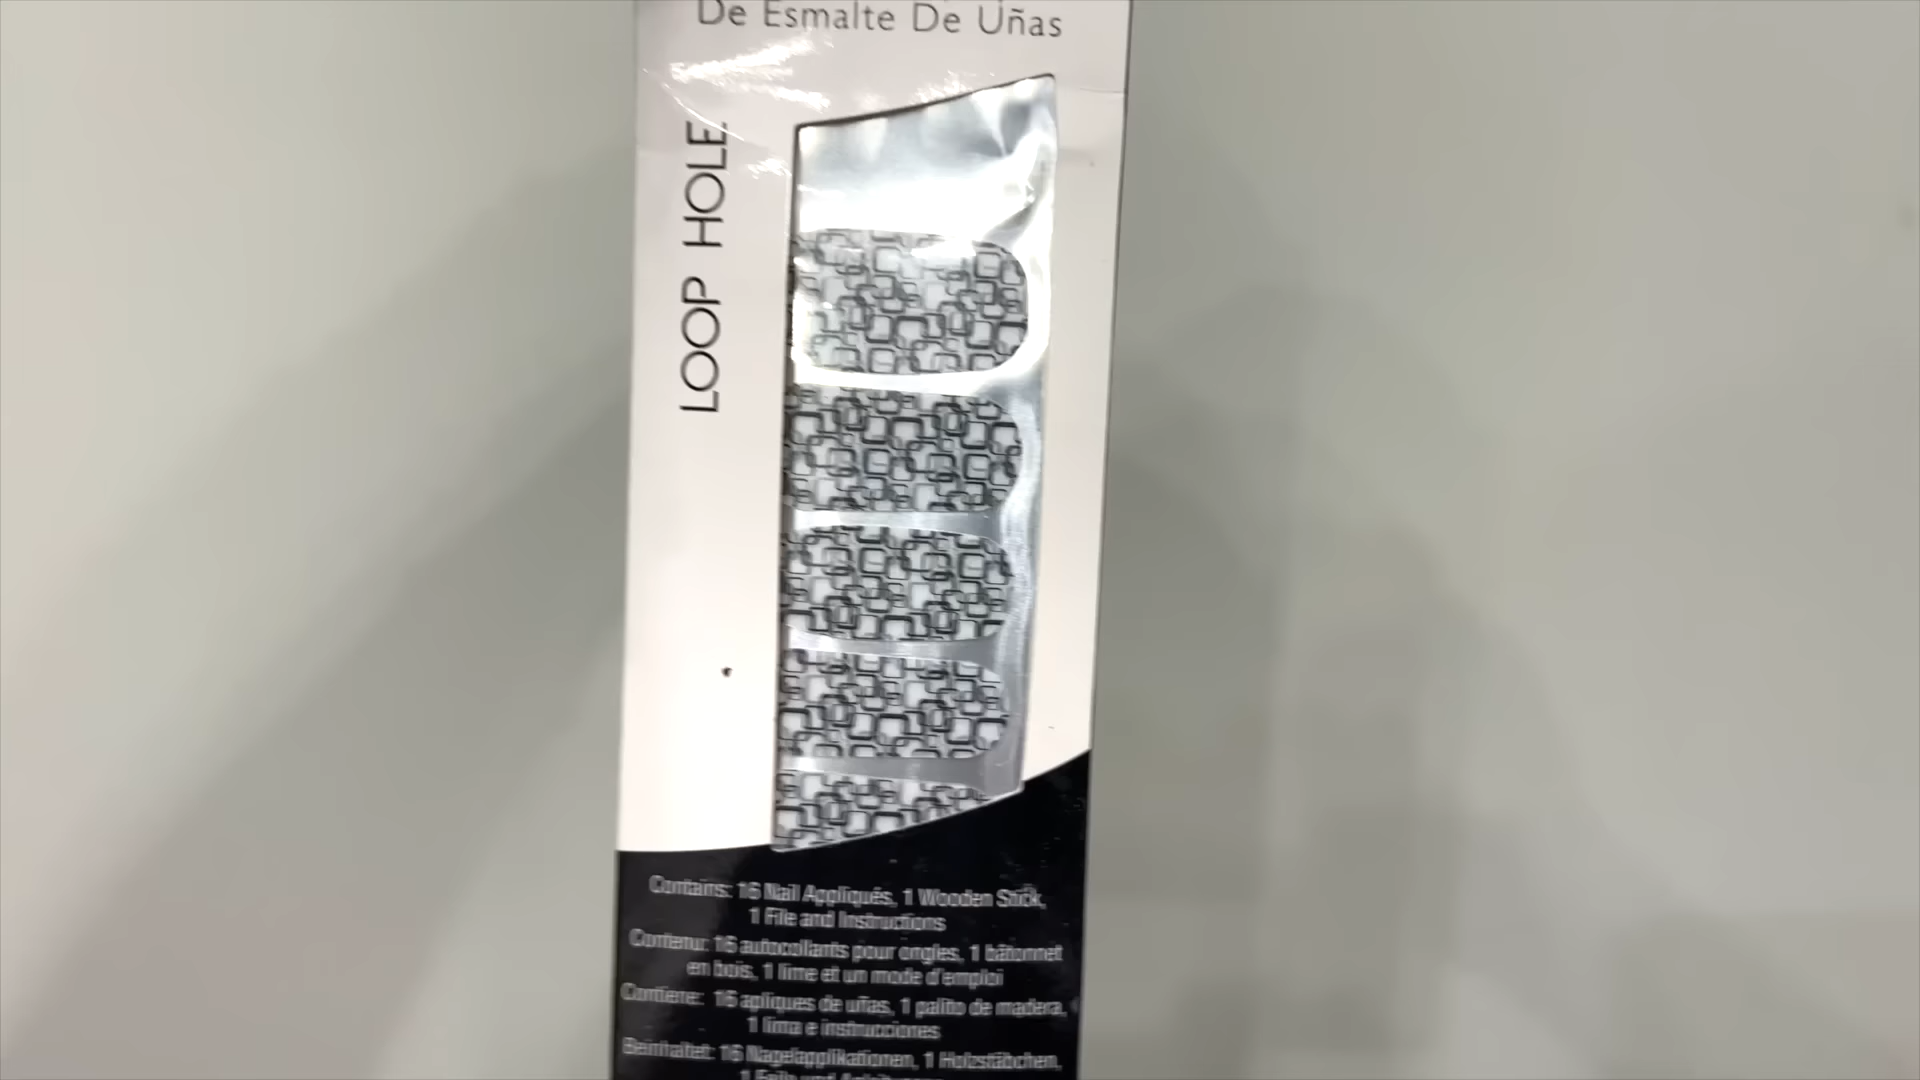 De Esmalte De Uñas
LOOP HOLE
Contains: 16 Nail Appliqués, 1 Wooden Stick,
1 File and Instructions
Contenu: 16 autocollants pour ongles, 1 bâtonnet
en bois, 1 lime et un mode d'emploi
Contiene: 16 apliques de uñas, 1 palito de madera,
1 lima e instrucciones
Beinhaltet: 16 Nagelapplikationen, 1 Holzstäbchen,